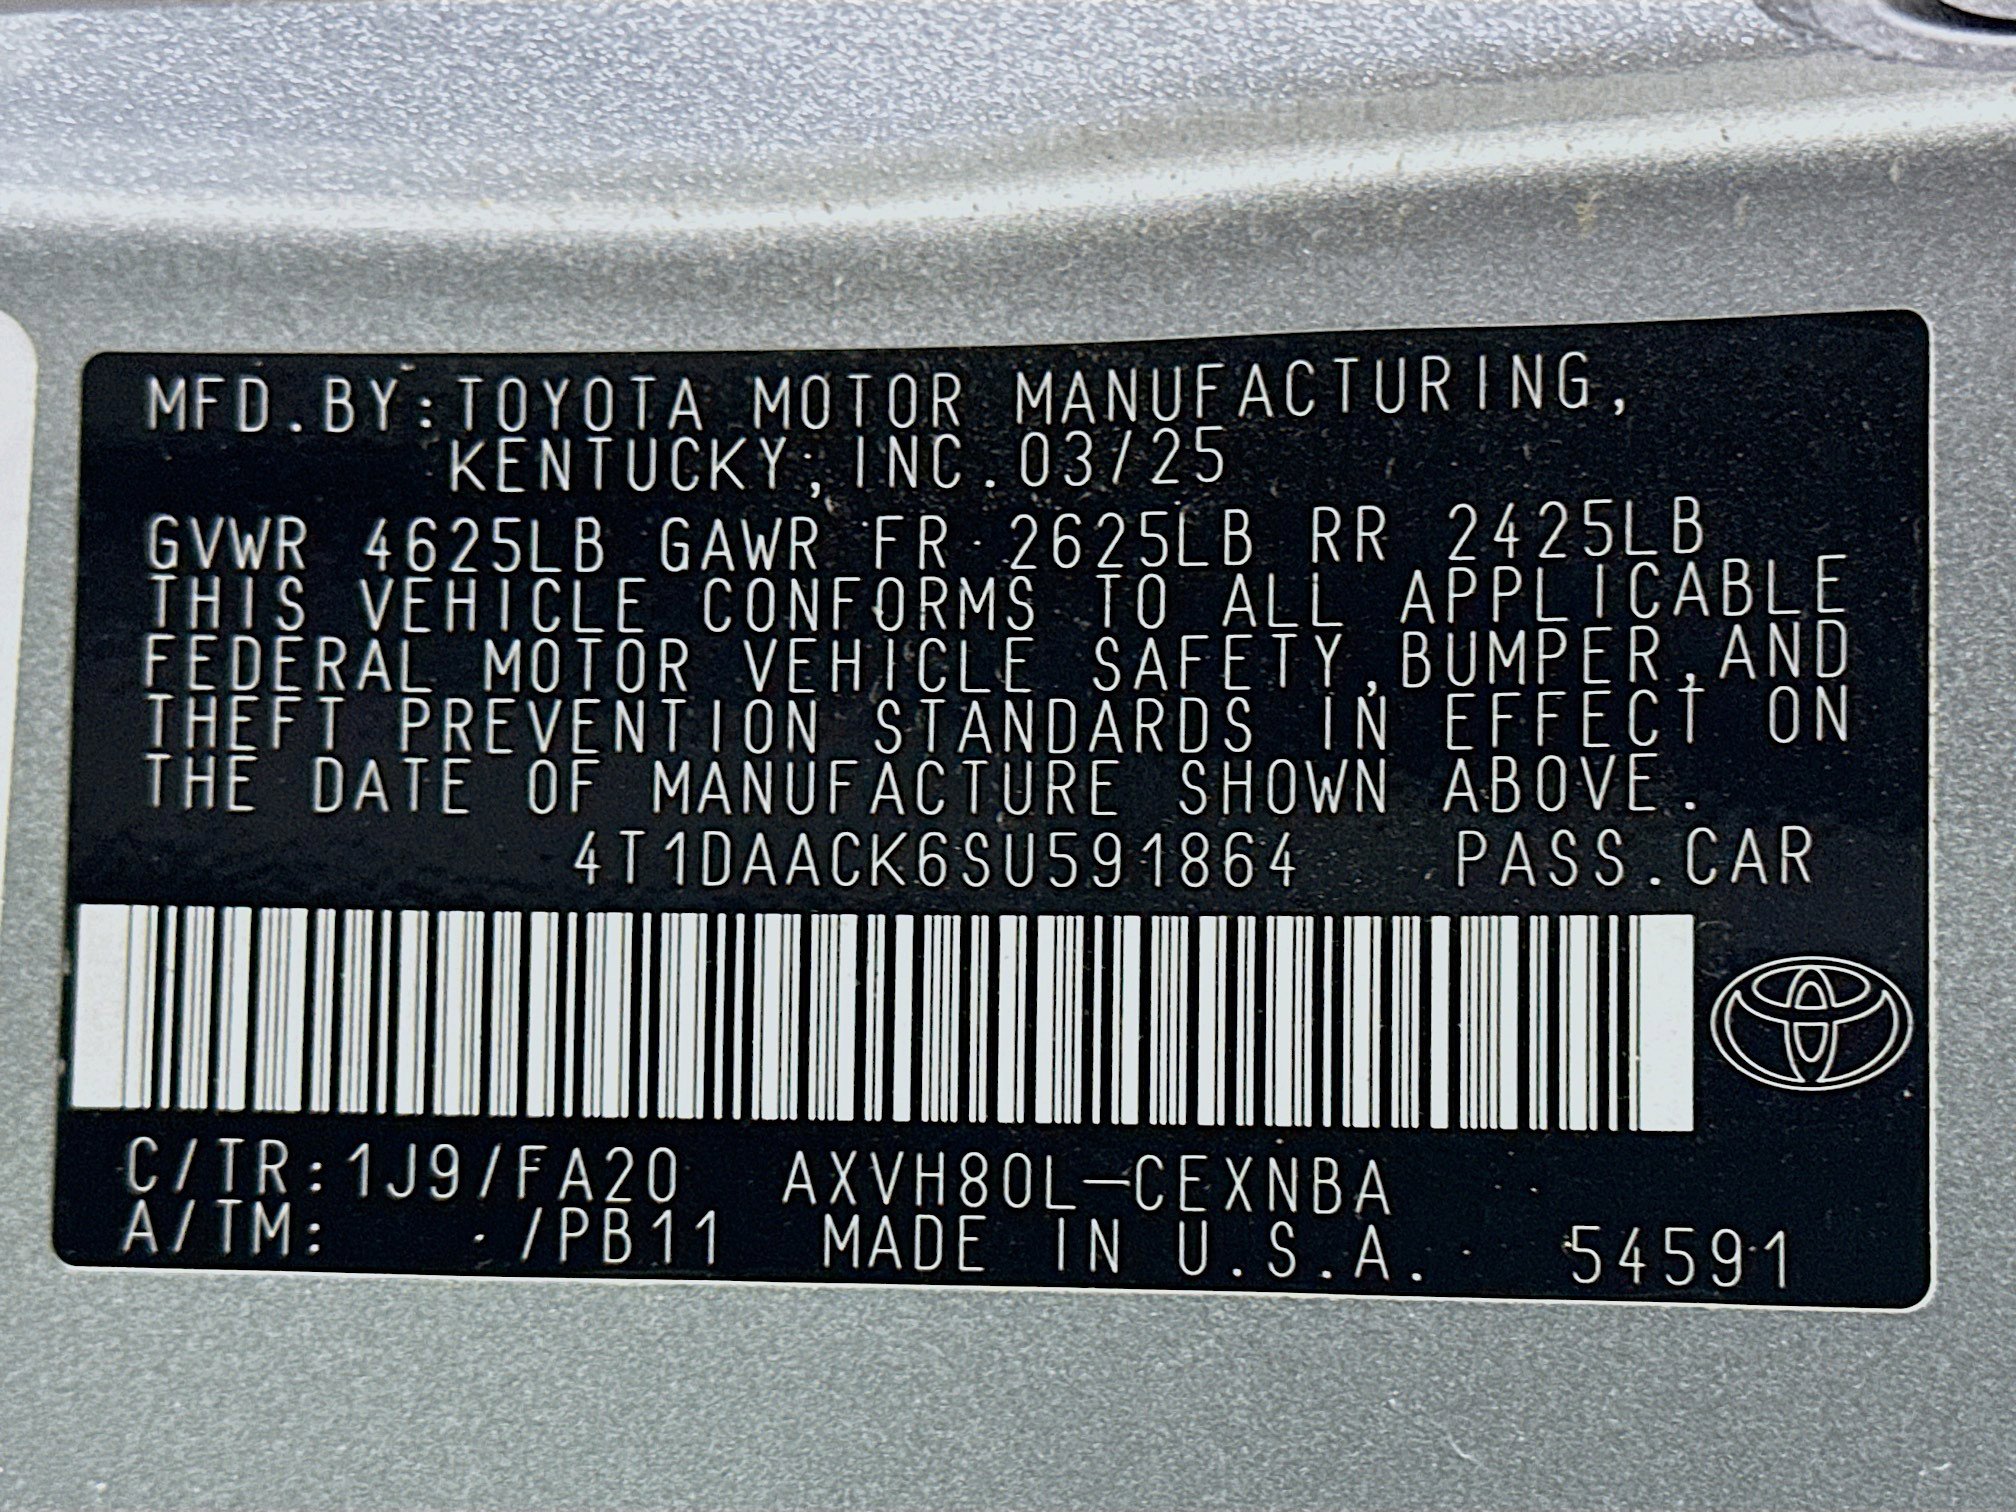 MFD.BY:TOYOTA MOTOR MANUFACTURING,
KENTUCKY,INC.03/25
GVWR 4625LB GAWR FR 2625LB RR 2425LB
THIS VEHICLE CONFORMS TO ALL APPLICABLE
FEDERAL MOTOR VEHICLE SAFETY,BUMPER,AND
THEFT PREVENTION STANDARDS IN EFFECT ON
THE DATE OF MANUFACTURE SHOWN ABOVE.
4T1DAACK6SU591864 PASS.CAR
C/TR:1J9/FA20 AXVH80L-CEXNBA
A/TM: /PB11 MADE IN U.S.A. 54591